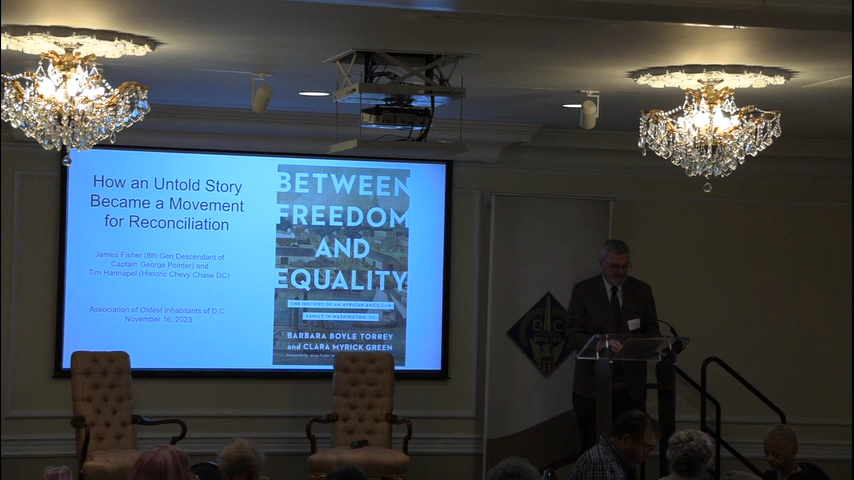 How an Untold Story
Became a Movement
for Reconciliation
James Fisher (8th Gen Descendant of
Captain George Pointer) and
Tim Hannapel (Historic Chevy Chase DC)
Association of Oldest Inhabitants of D.C
November 16, 2023
BETWEEN
FREEDOM
AND
EQUALITY
THE HISTORY OF AN AFRICAN AMERICAN
FAMILY IN WASHINGTON, DC
BARBARA BOYLE TORREY
and CLARA MYRICK GREEN
D C